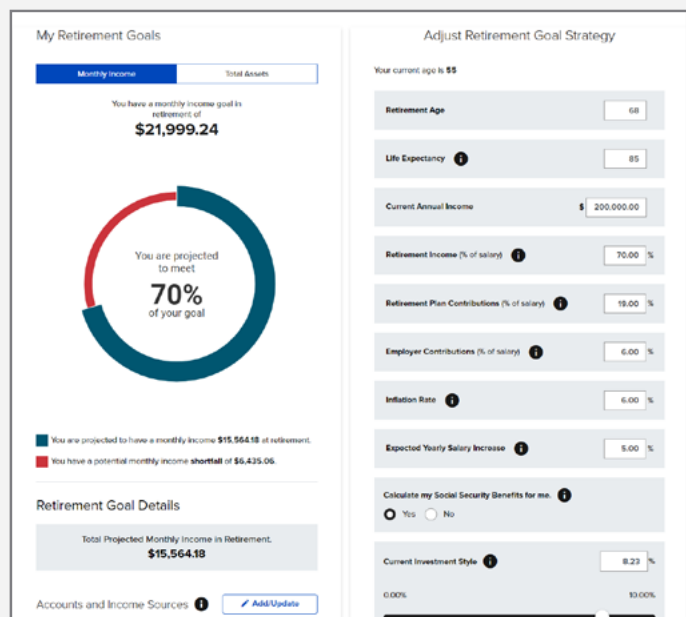 My Retirement Goals
Monthly Income
Total Assets
You have a monthly income goal in
retirement of
$21,999.24
You are projected
to meet
70%
of your goal
You are projected to have a monthly income $15,564.18 at retirement.
You have a potential monthly income shortfall of $6,435.06.
Retirement Goal Details
Total Projected Monthly Income in Retirement.
$15,564.18
Accounts and Income Sources
Add/Update
Adjust Retirement Goal Strategy
Your current age is 55
Retirement Age 68
Life Expectancy 85
Current Annual Income $ 200,000.00
Retirement Income (% of salary) 70.00 %
Retirement Plan Contributions (% of salary) 19.00 %
Employer Contributions (% of salary) 6.00 %
Inflation Rate 6.00 %
Expected Yearly Salary Increase 5.00 %
Calculate my Social Security Benefits for me.
Yes No
Current Investment Style 8.23 %
0.00% 10.00%